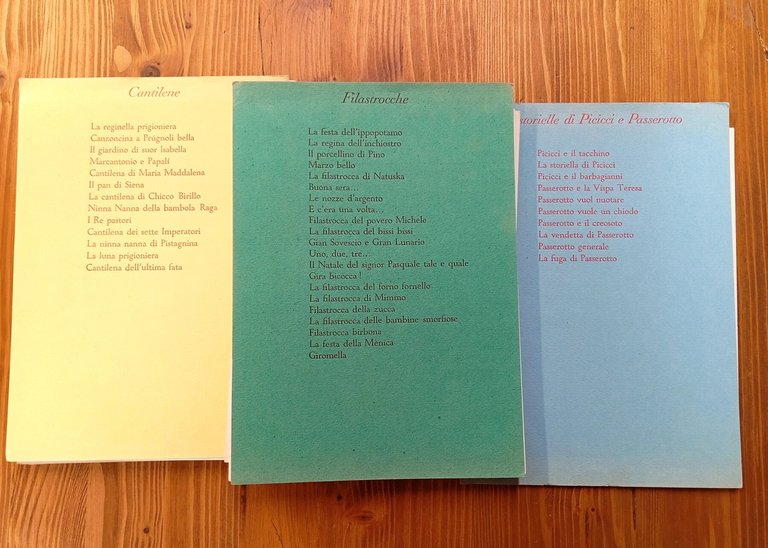 Cantilene
La reginella prigioniera
Canzoncina a Prugnoli bella
Il giardino di suor Isabella
Marcantonio e Papalí
Cantilena di Maria Maddalena
Il pan di Siena
La cantilena di Chicco Birillo
Ninna Nanna della bambola Raga
I Re pastori
Cantilena dei sette Imperatori
La ninna nanna di Pistagnina
La luna prigioniera
Cantilena dell'ultima fata
Filastrocche
La festa dell'ippopotamo
La regina dell'inchiostro
Il porcellino di Pino
Marzo bello
La filastrocca di Natuska
Buona sera...
Le nozze d'argento
E c'era una volta...
Filastrocca del povero Michele
La filastrocca del bissi bissi
Gian Sovescio e Gran Lunario
Uno, due, tre...
Il Natale del signor Pasquale tale e quale
Gira bicocca!
La filastrocca del forno fornello
La filastrocca di Mimmo
Filastrocca della zucca
La filastrocca delle bambine smorfiose
Filastrocca birbona
La festa della Mènica
Giromella
storielle di Picicci e Passerotto
Picicci e il tacchino
La storiella di Picicci
Picicci e il barbagianni
Passerotto e la Vispa Teresa
Passerotto vuol nuotare
Passerotto vuole un chiodo
Passerotto e il creosoto
La vendetta di Passerotto
Passerotto generale
La fuga di Passerotto